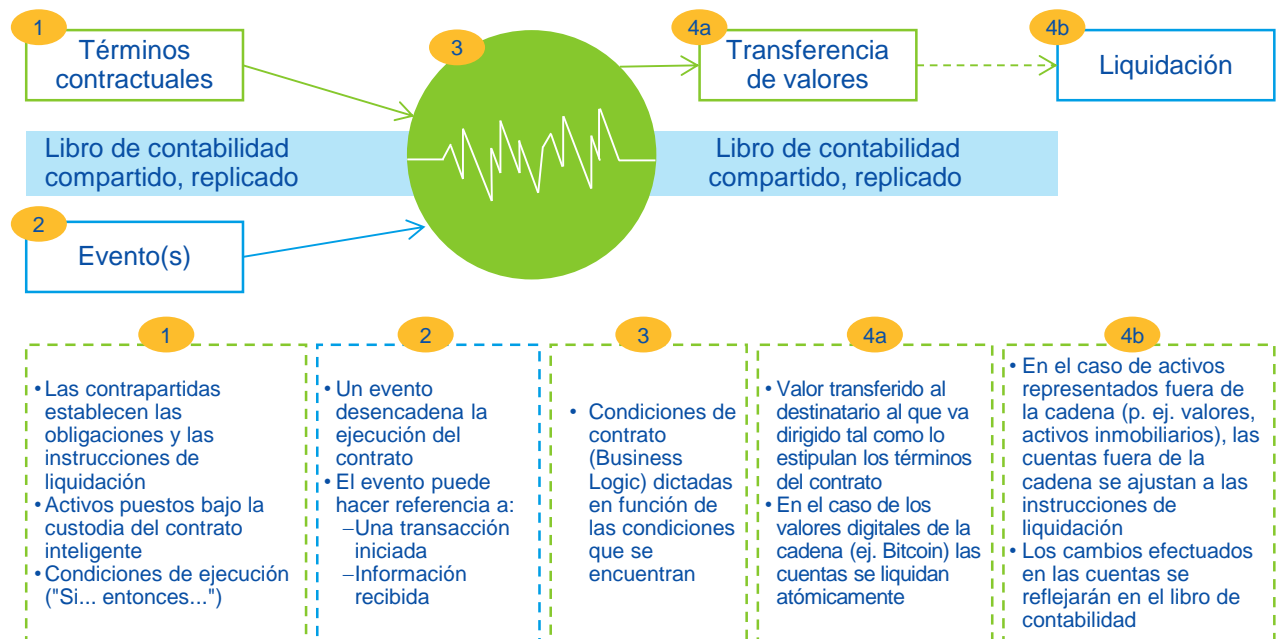 1
Términos
contractuales
3
4a
Transferencia
de valores
4b
Liquidación
Libro de contabilidad
compartido, replicado
Libro de contabilidad
compartido, replicado
2
Evento(s)
1
• Las contrapartidas
establecen las
obligaciones y las
instrucciones de
liquidación
• Activos puestos bajo la
custodia del contrato
inteligente
• Condiciones de ejecución
("Si... entonces...")
2
• Un evento
desencadena la
ejecución del
contrato
• El evento puede
hacer referencia a:
–Una transacción
iniciada
–Información
recibida
3
• Condiciones de
contrato
(Business
Logic) dictadas
en función de
las condiciones
que se
encuentran
4a
• Valor transferido al
destinatario al que va
dirigido tal como lo
estipulan los términos
del contrato
• En el caso de los
valores digitales de la
cadena (ej. Bitcoin) las
cuentas se liquidan
atómicamente
4b
• En el caso de activos
representados fuera de
la cadena (p. ej. valores,
activos inmobiliarios), las
cuentas fuera de la
cadena se ajustan a las
instrucciones de
liquidación
• Los cambios efectuados
en las cuentas se
reflejarán en el libro de
contabilidad